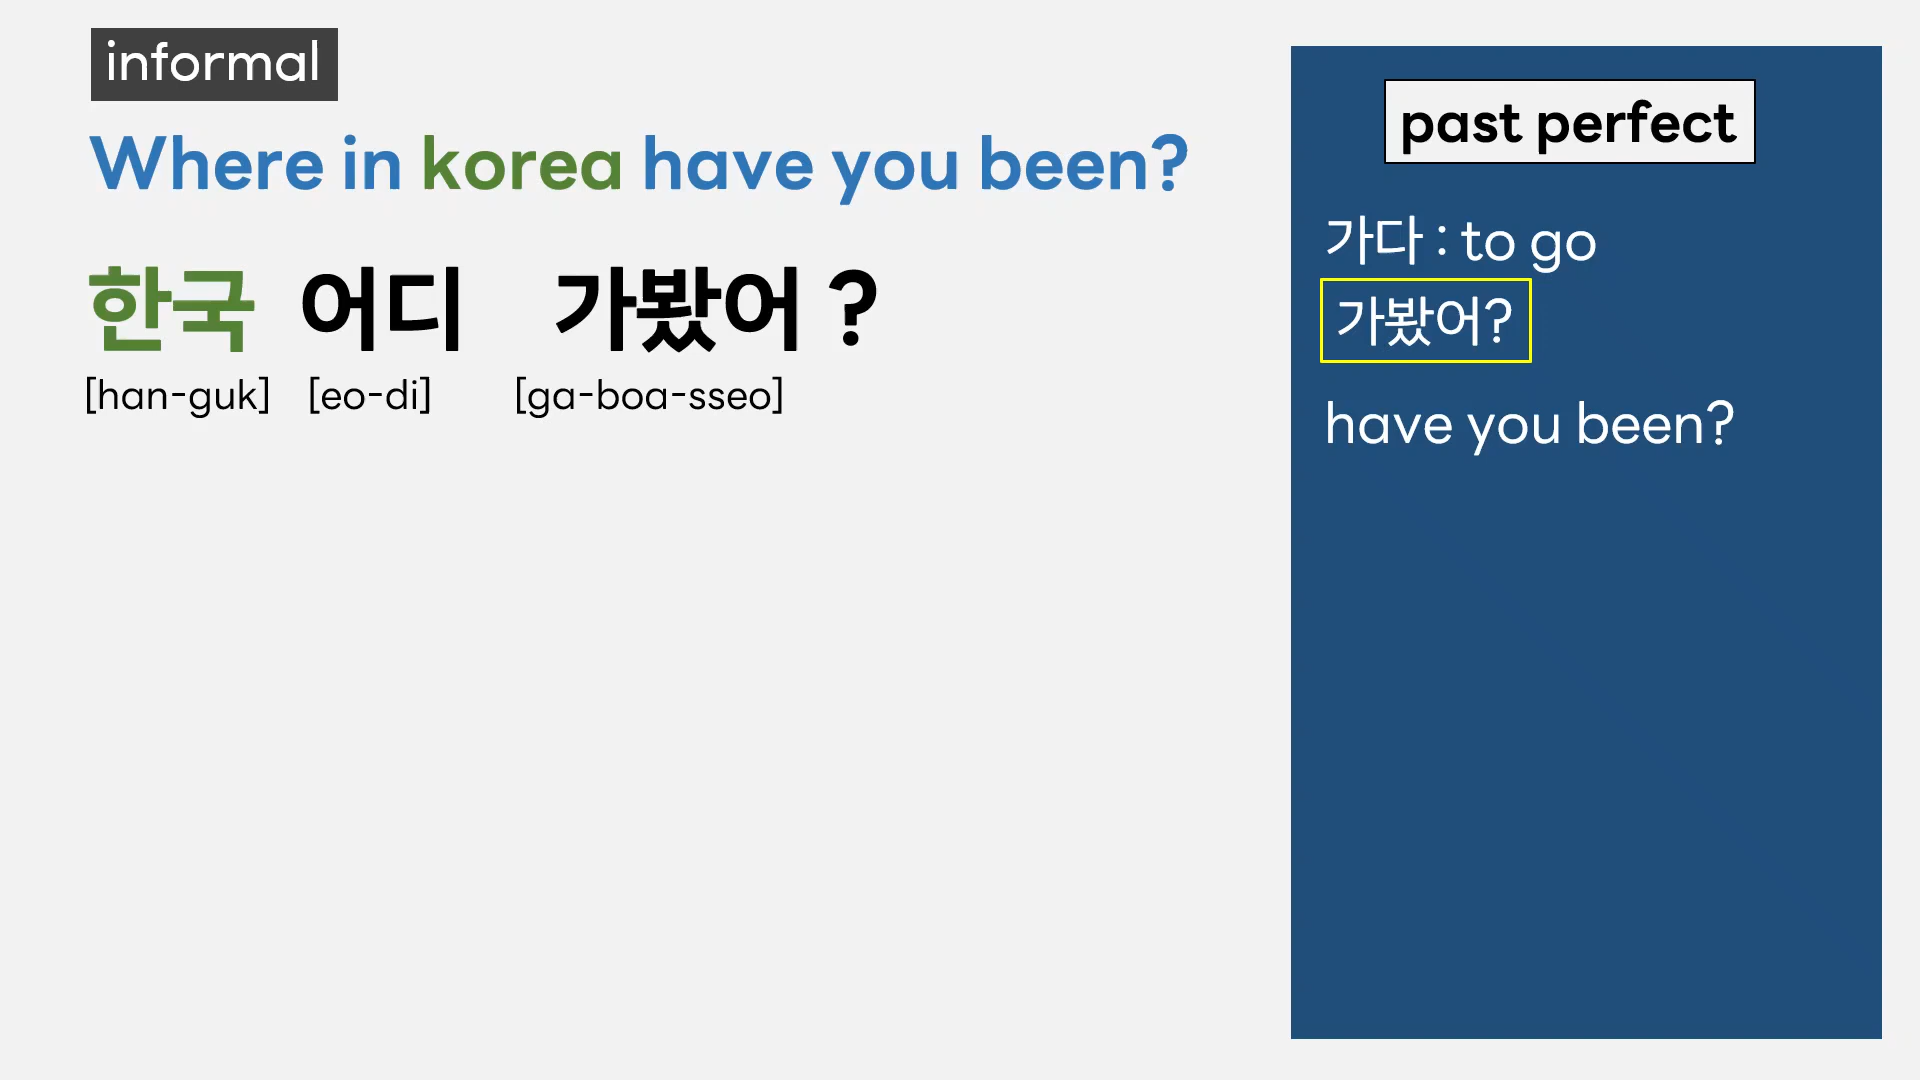 informal
Where in korea have you been?
한국 어디 가봤어 ?
[han-guk] [eo-di] [ga-boa-sseo]
past perfect
가다 : to go
가봤어?
have you been?